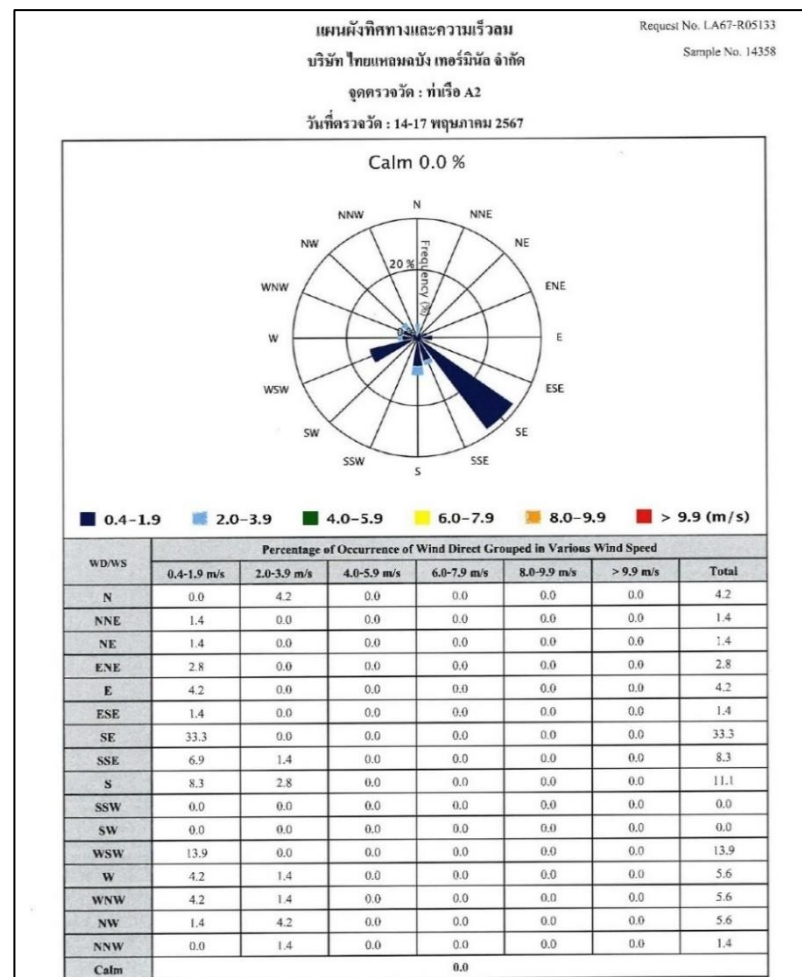 แผนผังทิศทางและความเร็วลม
Request No. LA67-R05133
บริษัท ไทยแหลมฉบัง เทอร์มินัล จำกัด
Sample No. 14358
จุดตรวจวัด : ท่าเรือ A2
วันที่ตรวจวัด : 14-17 พฤษภาคม 2567
Calm 0.0 %
N
NNW NNE
NW NE
20 %
Frequency (%)
WNW ENE
0 %
W E
WSW ESE
SW SE
SSW SSE
S
0.4-1.9 2.0-3.9 4.0-5.9 6.0-7.9 8.0-9.9 > 9.9 (m/s)
WD/WS Percentage of Occurrence of Wind Direct Grouped in Various Wind Speed
0.4-1.9 m/s 2.0-3.9 m/s 4.0-5.9 m/s 6.0-7.9 m/s 8.0-9.9 m/s > 9.9 m/s Total
N 0.0 4.2 0.0 0.0 0.0 0.0 4.2
NNE 1.4 0.0 0.0 0.0 0.0 0.0 1.4
NE 1.4 0.0 0.0 0.0 0.0 0.0 1.4
ENE 2.8 0.0 0.0 0.0 0.0 0.0 2.8
E 4.2 0.0 0.0 0.0 0.0 0.0 4.2
ESE 1.4 0.0 0.0 0.0 0.0 0.0 1.4
SE 33.3 0.0 0.0 0.0 0.0 0.0 33.3
SSE 6.9 1.4 0.0 0.0 0.0 0.0 8.3
S 8.3 2.8 0.0 0.0 0.0 0.0 11.1
SSW 0.0 0.0 0.0 0.0 0.0 0.0 0.0
SW 0.0 0.0 0.0 0.0 0.0 0.0 0.0
WSW 13.9 0.0 0.0 0.0 0.0 0.0 13.9
W 4.2 1.4 0.0 0.0 0.0 0.0 5.6
WNW 4.2 1.4 0.0 0.0 0.0 0.0 5.6
NW 1.4 4.2 0.0 0.0 0.0 0.0 5.6
NNW 0.0 1.4 0.0 0.0 0.0 0.0 1.4
Calm 0.0